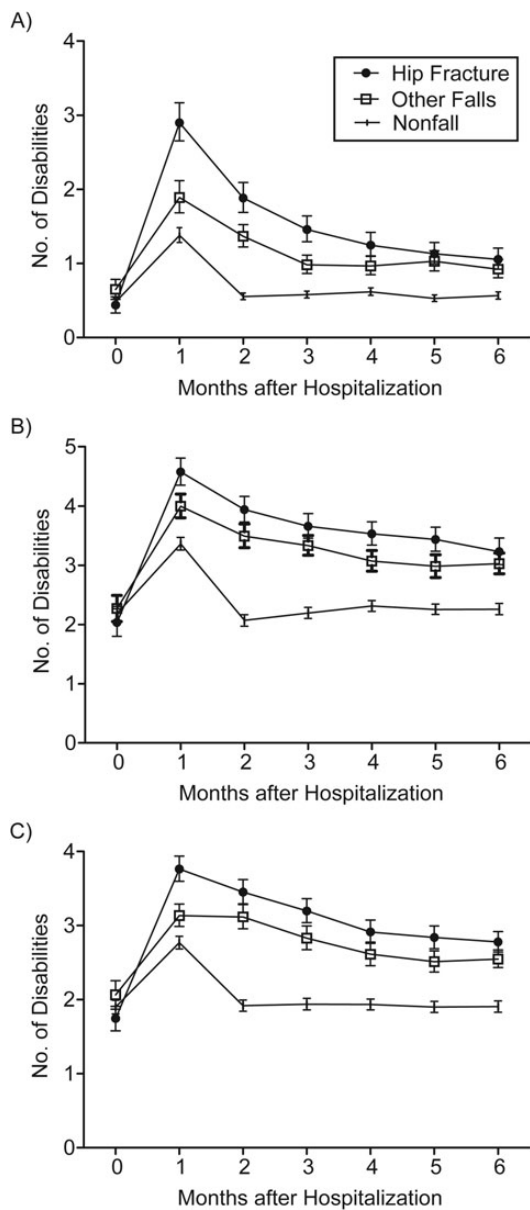 A)
4
3
2
1
0
No. of Disabilities
Hip Fracture
Other Falls
Nonfall
0 1 2 3 4 5 6
Months after Hospitalization
B)
5
4
3
2
1
0
No. of Disabilities
0 1 2 3 4 5 6
Months after Hospitalization
C)
4
3
2
1
0
No. of Disabilities
0 1 2 3 4 5 6
Months after Hospitalization